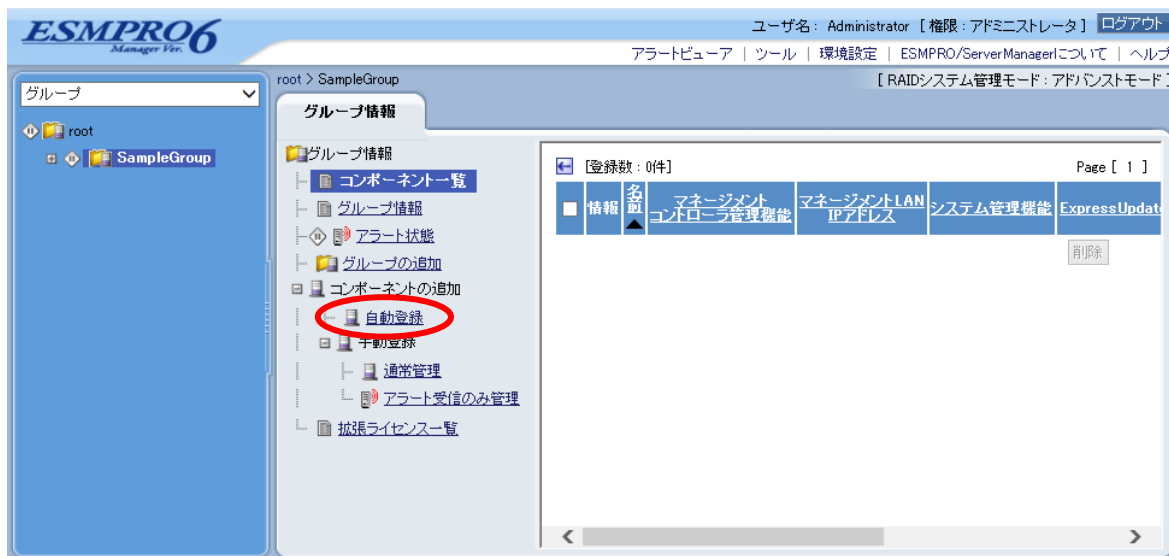 ESMPRO6
Manager Ver.
ユーザ名： Administrator [ 権限：アドミニストレータ ] ログアウト
アラートビューア | ツール | 環境設定 | ESMPRO/ServerManagerについて | ヘルプ
グループ
root > SampleGroup
[ RAIDシステム管理モード：アドバンストモード ]
グループ情報
root
SampleGroup
グループ情報
コンポーネント一覧
グループ情報
アラート状態
グループの追加
コンポーネントの追加
自動登録
手動登録
通常管理
アラート受信のみ管理
拡張ライセンス一覧
[登録数：0件]
Page [ 1 ]
情報 名前 マネージメントコントローラ管理機能 マネージメントLAN IPアドレス システム管理機能 ExpressUpdate
削除